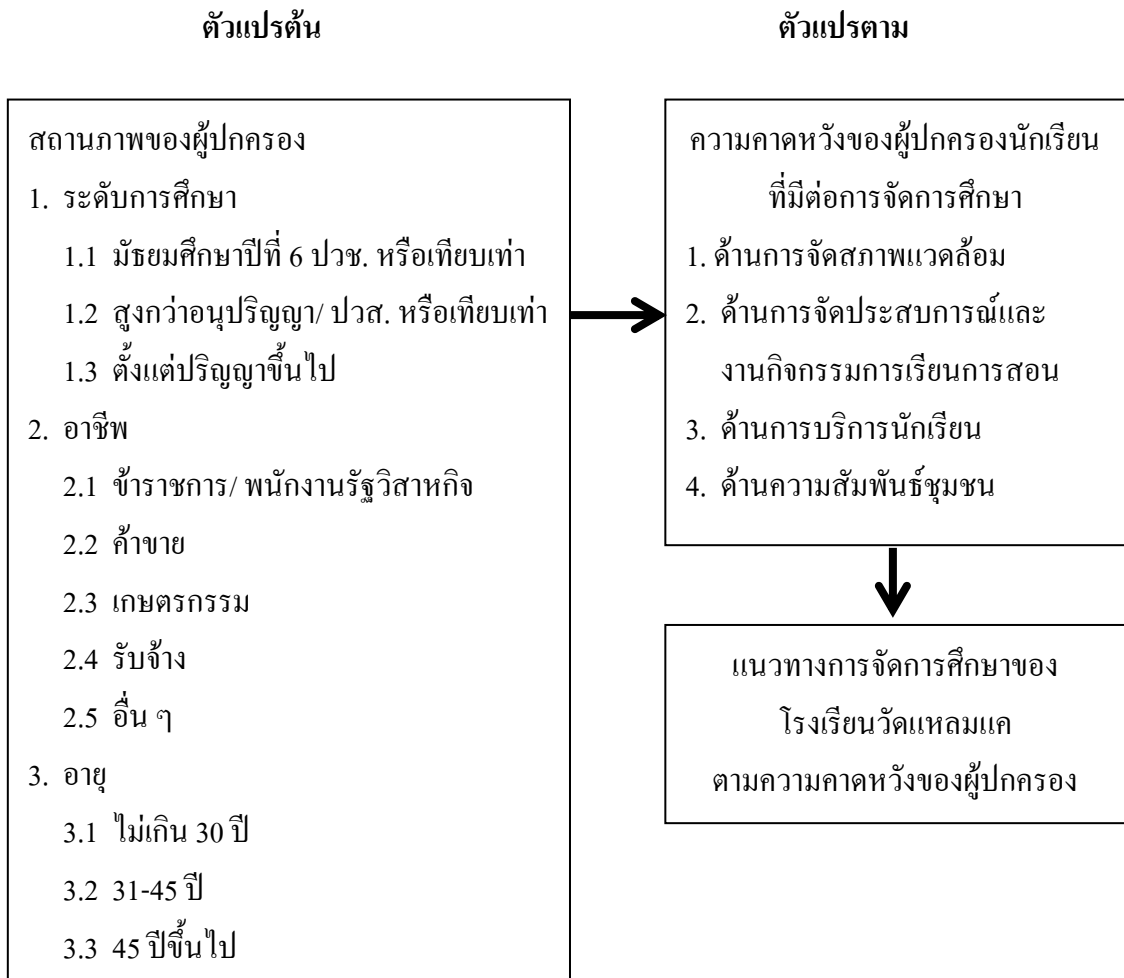 ตัวแปรต้น
ตัวแปรตาม
สถานภาพของผู้ปกครอง
1. ระดับการศึกษา
1.1 มัธยมศึกษาปีที่ 6 ปวช. หรือเทียบเท่า
1.2 สูงกว่าอนุปริญญา/ ปวส. หรือเทียบเท่า
1.3 ตั้งแต่ปริญญาขึ้นไป
2. อาชีพ
2.1 ข้าราชการ/ พนักงานรัฐวิสาหกิจ
2.2 ค้าขาย
2.3 เกษตรกรรม
2.4 รับจ้าง
2.5 อื่น ๆ
3. อายุ
3.1 ไม่เกิน 30 ปี
3.2 31-45 ปี
3.3 45 ปีขึ้นไป
ความคาดหวังของผู้ปกครองนักเรียน
ที่มีต่อการจัดการศึกษา
1. ด้านการจัดสภาพแวดล้อม
2. ด้านการจัดประสบการณ์และ
งานกิจกรรมการเรียนการสอน
3. ด้านการบริการนักเรียน
4. ด้านความสัมพันธ์ชุมชน
แนวทางการจัดการศึกษาของ
โรงเรียนวัดแหลมแค
ตามความคาดหวังของผู้ปกครอง